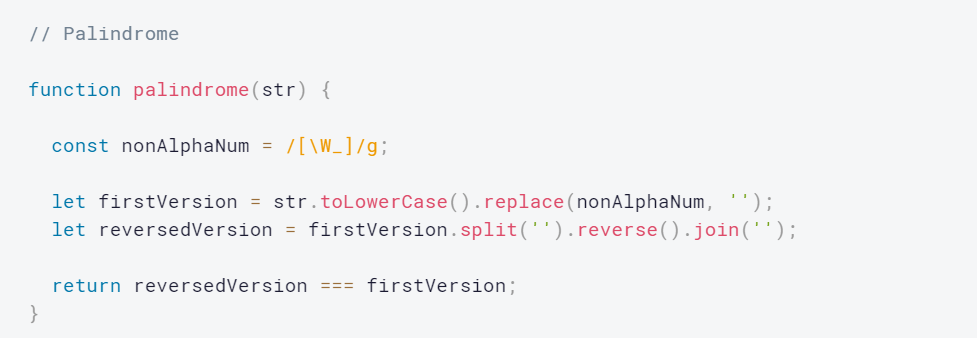 // Palindrome
function palindrome(str) {
const nonAlphaNum = /[\W_]/g;
let firstVersion = str.toLowerCase().replace(nonAlphaNum, '');
let reversedVersion = firstVersion.split('').reverse().join('');
return reversedVersion === firstVersion;
}